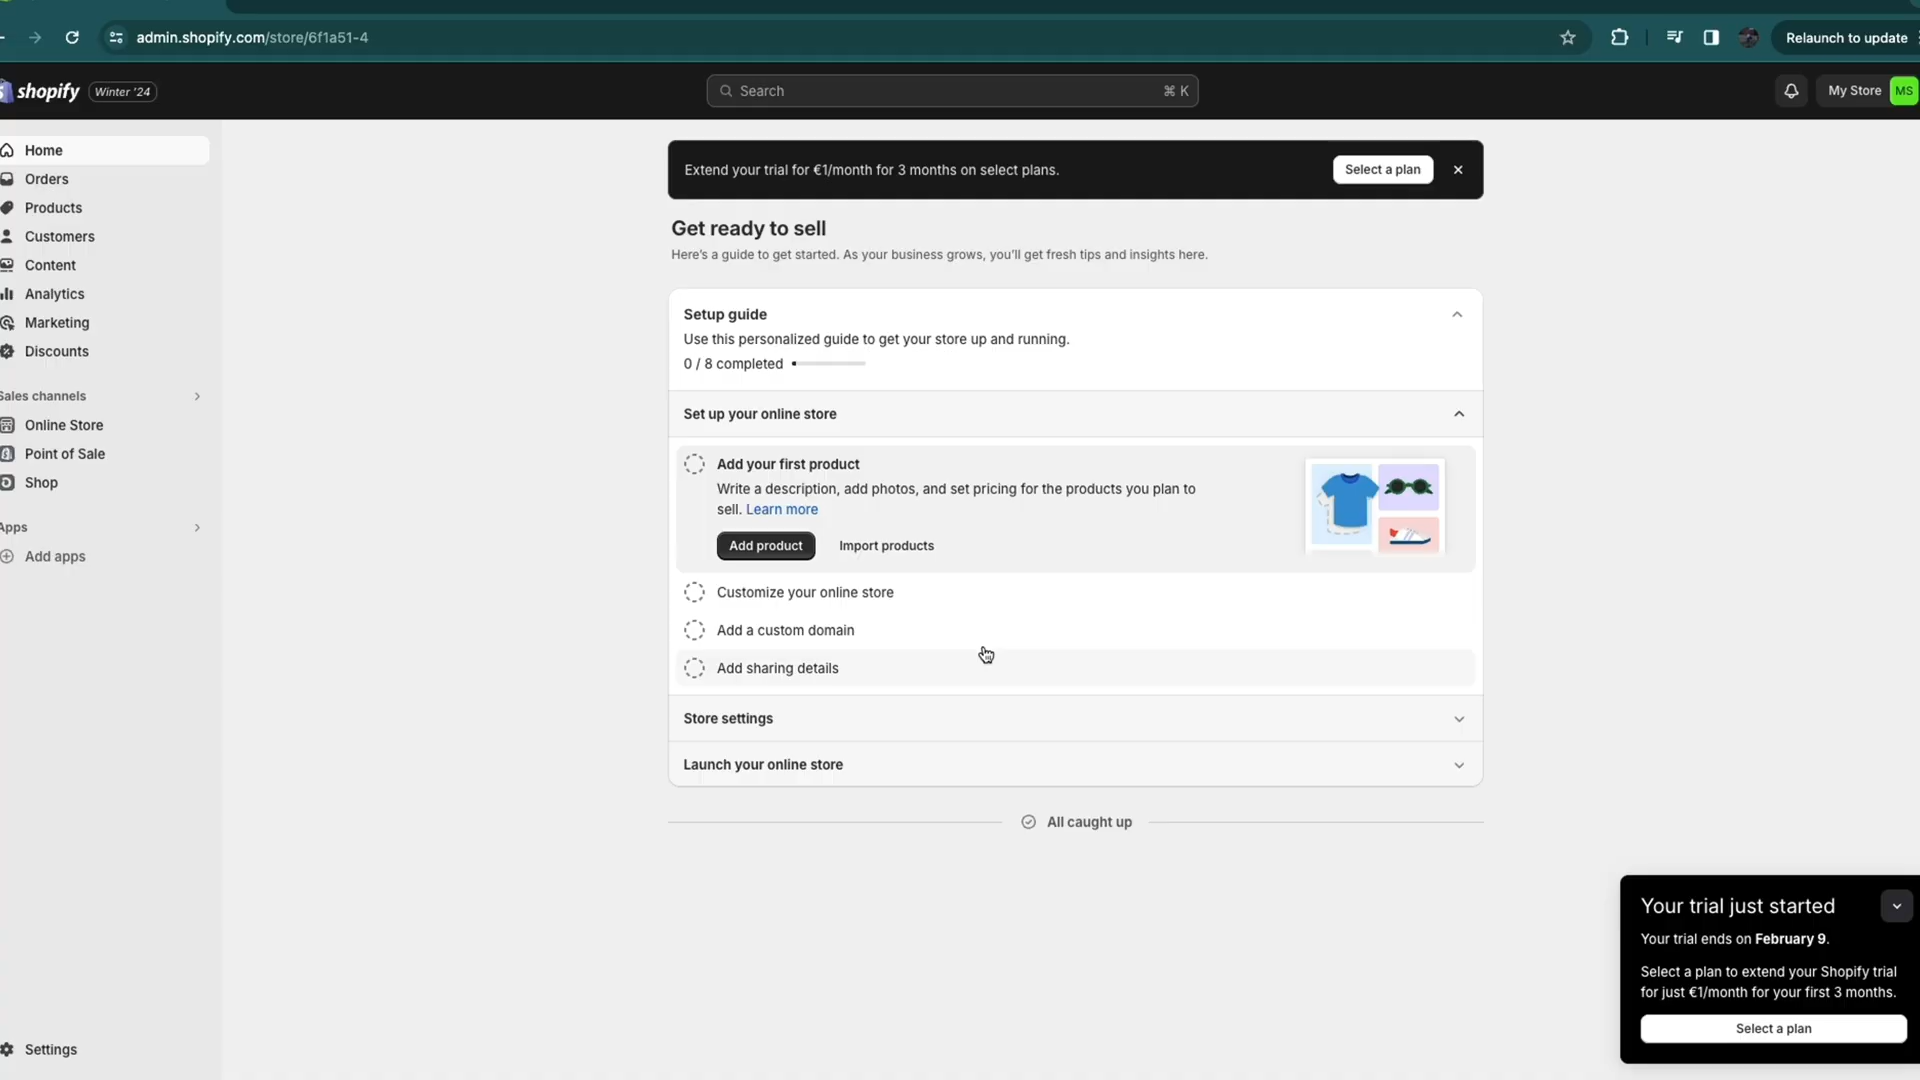 admin.shopify.com/store/6f1a51-4
Relaunch to update
shopify
Winter '24
Search
⌘ K
My Store
MS
Home
Orders
Products
Customers
Content
Analytics
Marketing
Discounts
Sales channels
Online Store
Point of Sale
Shop
Apps
Add apps
Settings
Extend your trial for €1/month for 3 months on select plans.
Select a plan
Get ready to sell
Here's a guide to get started. As your business grows, you'll get fresh tips and insights here.
Setup guide
Use this personalized guide to get your store up and running.
0 / 8 completed
Set up your online store
Add your first product
Write a description, add photos, and set pricing for the products you plan to
sell. Learn more
Add product
Import products
Customize your online store
Add a custom domain
Add sharing details
Store settings
Launch your online store
All caught up
Your trial just started
Your trial ends on February 9.
Select a plan to extend your Shopify trial
for just €1/month for your first 3 months.
Select a plan